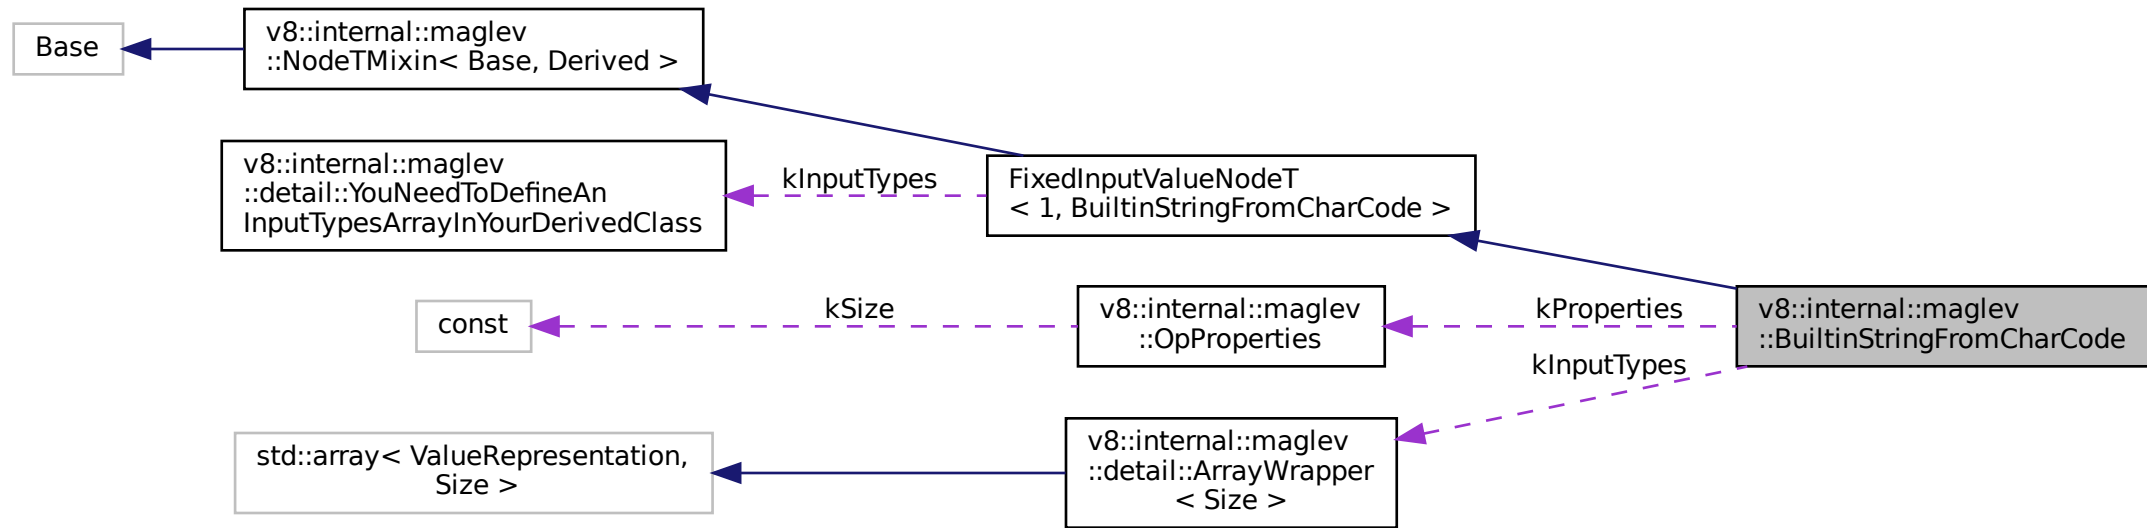 Base
v8::internal::maglev
::NodeTMixin< Base, Derived >
v8::internal::maglev
::detail::YouNeedToDefineAn
InputTypesArrayInYourDerivedClass
kInputTypes
FixedInputValueNodeT
< 1, BuiltinStringFromCharCode >
const
kSize
v8::internal::maglev
::OpProperties
kProperties
v8::internal::maglev
::BuiltinStringFromCharCode
kInputTypes
std::array< ValueRepresentation,
Size >
v8::internal::maglev
::detail::ArrayWrapper
< Size >